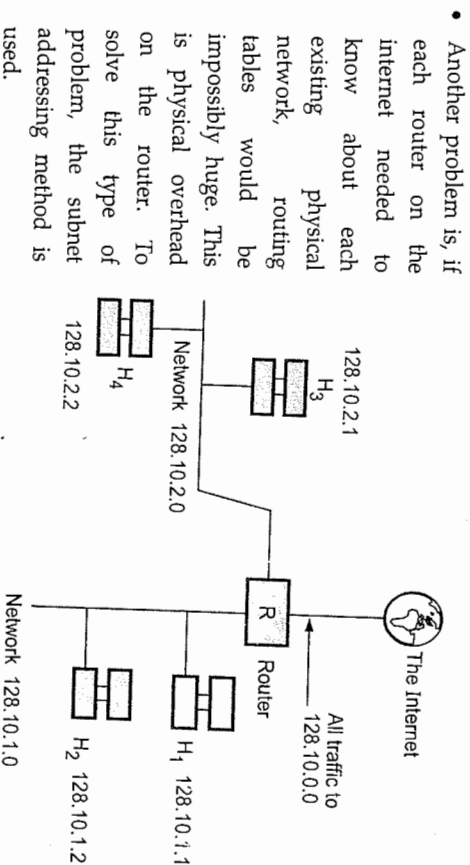 • Another problem is, if
each router on the
internet needed to
know about each
existing physical
network, routing
tables would be
impossibly huge. This
is physical overhead
on the router. To
solve this type of
problem, the subnet
addressing method is
used.
The Internet
All traffic to
128.10.0.0
R
Router
128.10.2.1
H3
Network 128.10.2.0
H4
128.10.2.2
H1 128.10.1.1
H2 128.10.1.2
Network 128.10.1.0